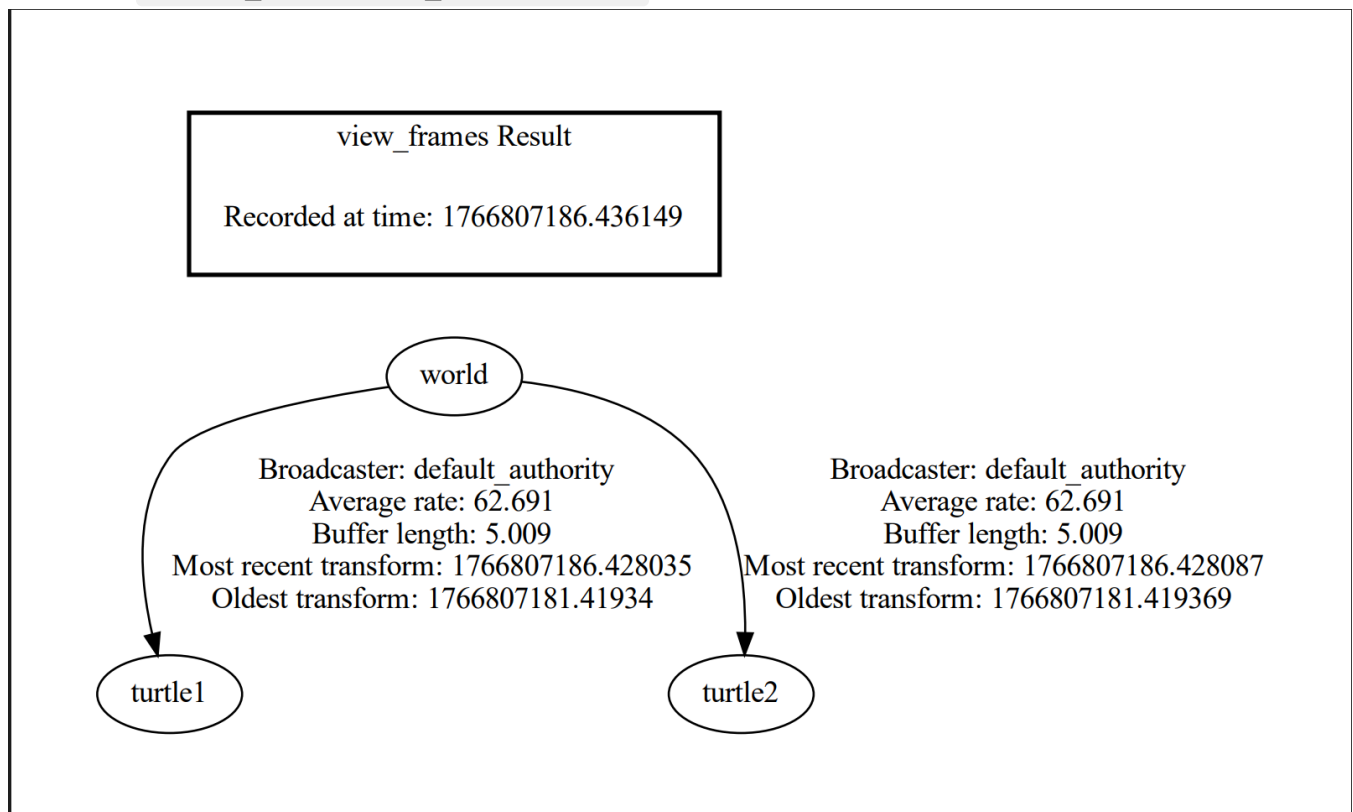 view_frames Result
Recorded at time: 1766807186.436149
world
Broadcaster: default_authority
Average rate: 62.691
Buffer length: 5.009
Most recent transform: 1766807186.428035
Oldest transform: 1766807181.41934
Broadcaster: default_authority
Average rate: 62.691
Buffer length: 5.009
Most recent transform: 1766807186.428087
Oldest transform: 1766807181.419369
turtle1
turtle2